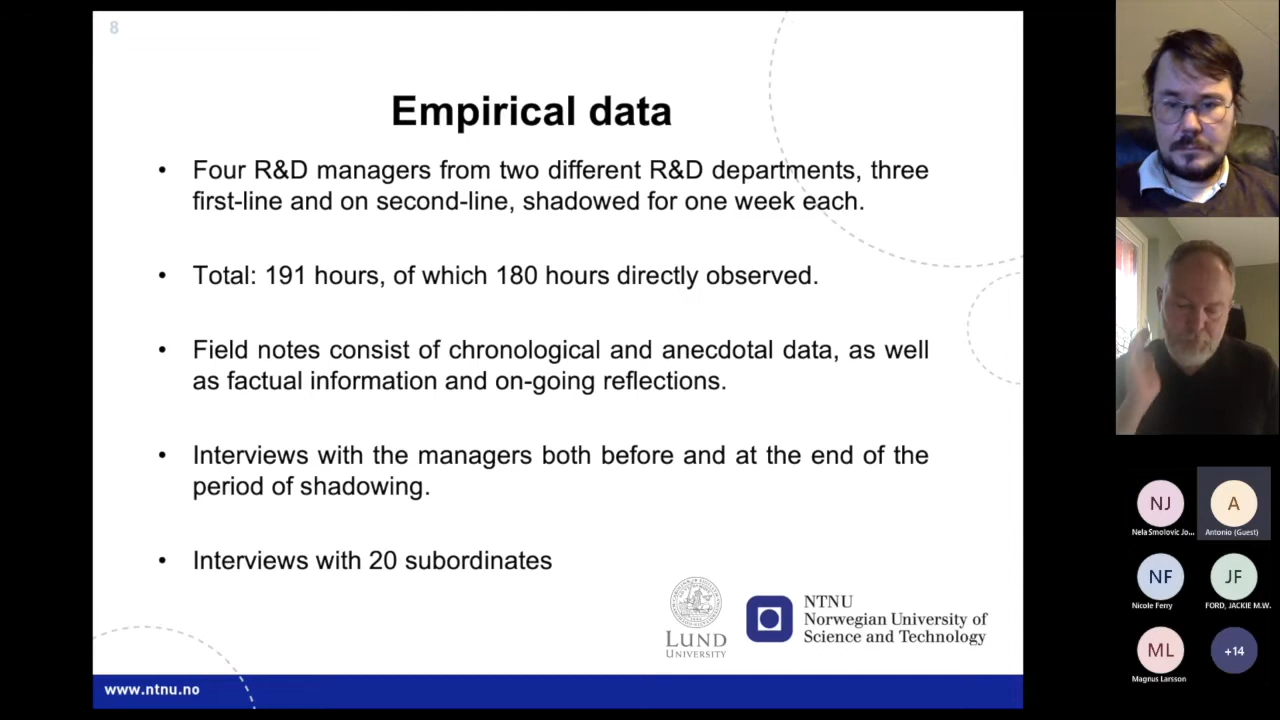 8
Empirical data
• Four R&D managers from two different R&D departments, three
first-line and on second-line, shadowed for one week each.
• Total: 191 hours, of which 180 hours directly observed.
• Field notes consist of chronological and anecdotal data, as well
as factual information and on-going reflections.
• Interviews with the managers both before and at the end of the
period of shadowing.
• Interviews with 20 subordinates
LUND
UNIVERSITY
NTNU
Norwegian University of
Science and Technology
www.ntnu.no
NJ
Nela Smolovic Jo...
A
Antonio (Guest)
NF
Nicole Ferry
JF
FORD, JACKIE M.W.
ML
Magnus Larsson
+14